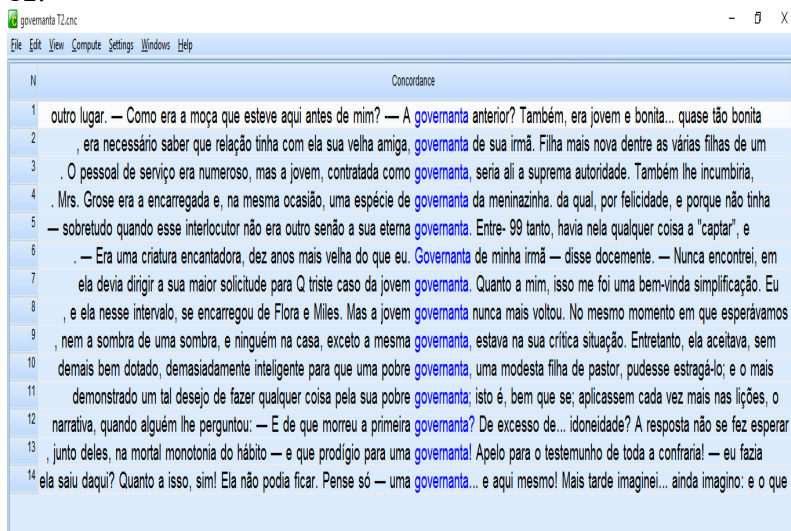 governanta T2.cnc
File Edit View Compute Settings Windows Help
N Concordance
1 outro lugar. — Como era a moça que esteve aqui antes de mim? -— A governanta anterior? Também, era jovem e bonita... quase tão bonita
2 , era necessário saber que relação tinha com ela sua velha amiga, governanta de sua irmã. Filha mais nova dentre as várias filhas de um
3 . O pessoal de serviço era numeroso, mas a jovem, contratada como governanta, seria ali a suprema autoridade. Também lhe incumbiria,
4 . Mrs. Grose era a encarregada e, na mesma ocasião, uma espécie de governanta da meninazinha. da qual, por felicidade, e porque não tinha
5 — sobretudo quando esse interlocutor não era outro senão a sua eterna governanta. Entre- 99 tanto, havia nela qualquer coisa a "captar", e
6 . — Era uma criatura encantadora, dez anos mais velha do que eu. Governanta de minha irmã — disse docemente. — Nunca encontrei, em
7 ela devia dirigir a sua maior solicitude para Q triste caso da jovem governanta. Quanto a mim, isso me foi uma bem-vinda simplificação. Eu
8 , e ela nesse intervalo, se encarregou de Flora e Miles. Mas a jovem governanta nunca mais voltou. No mesmo momento em que esperávamos
9 , nem a sombra de uma sombra, e ninguém na casa, exceto a mesma governanta, estava na sua crítica situação. Entretanto, ela aceitava, sem
10 demais bem dotado, demasiadamente inteligente para que uma pobre governanta, uma modesta filha de pastor, pudesse estragá-lo; e o mais
11 demonstrado um tal desejo de fazer qualquer coisa pela sua pobre governanta; isto é, bem que se; aplicassem cada vez mais nas lições, o
12 narrativa, quando alguém lhe perguntou: — E de que morreu a primeira governanta? De excesso de... idoneidade? A resposta não se fez esperar
13 , junto deles, na mortal monotonia do hábito — e que prodígio para uma governanta! Apelo para o testemunho de toda a confraria! — eu fazia
14 ela saiu daqui? Quanto a isso, sim! Ela não podia ficar. Pense só — uma governanta... e aqui mesmo! Mais tarde imaginei... ainda imagino: e o que